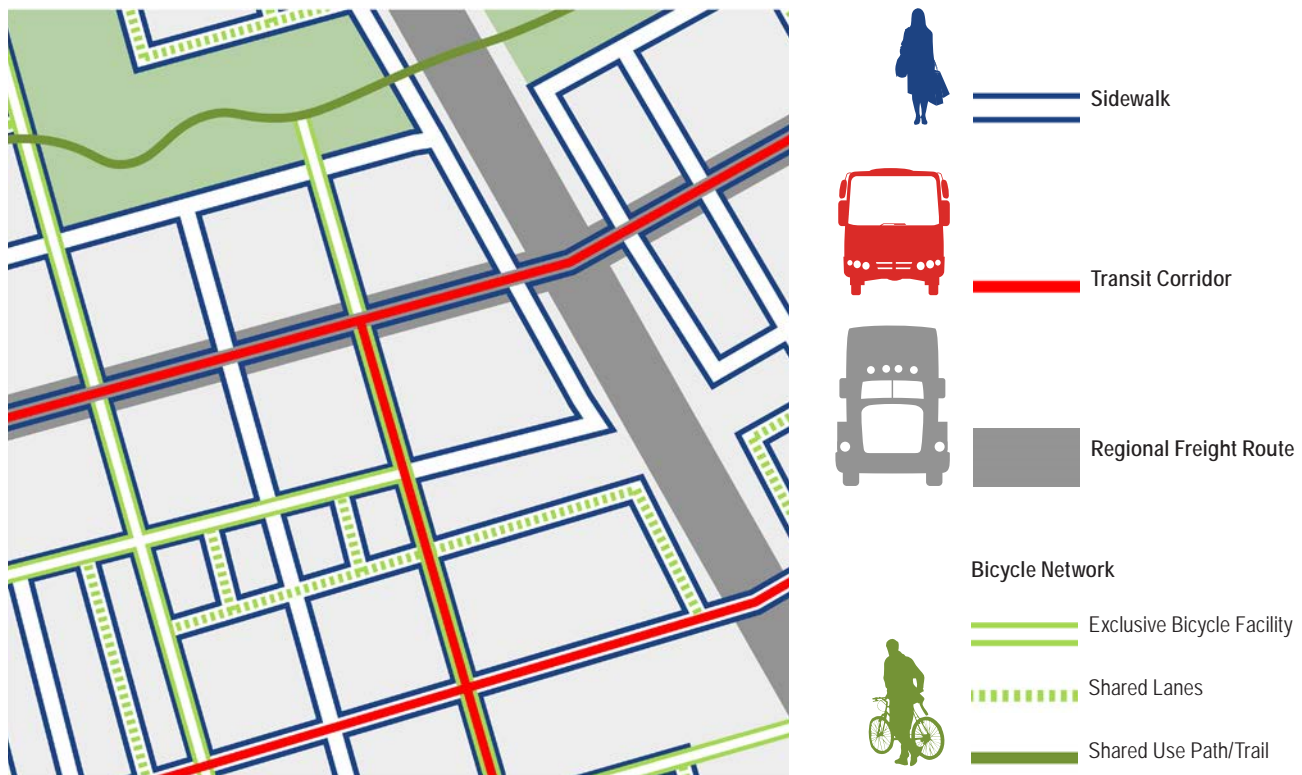 Sidewalk
Transit Corridor
Regional Freight Route
Bicycle Network
Exclusive Bicycle Facility
Shared Lanes
Shared Use Path/Trail